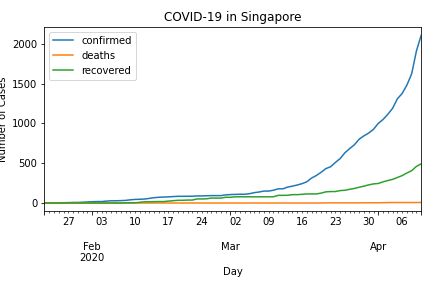 COVID-19 in Singapore
confirmed
deaths
recovered
Number of Cases
2000
1500
1000
500
0
27 03 10 17 24 02 09 16 23 30 06
Feb Mar Apr
2020
Day